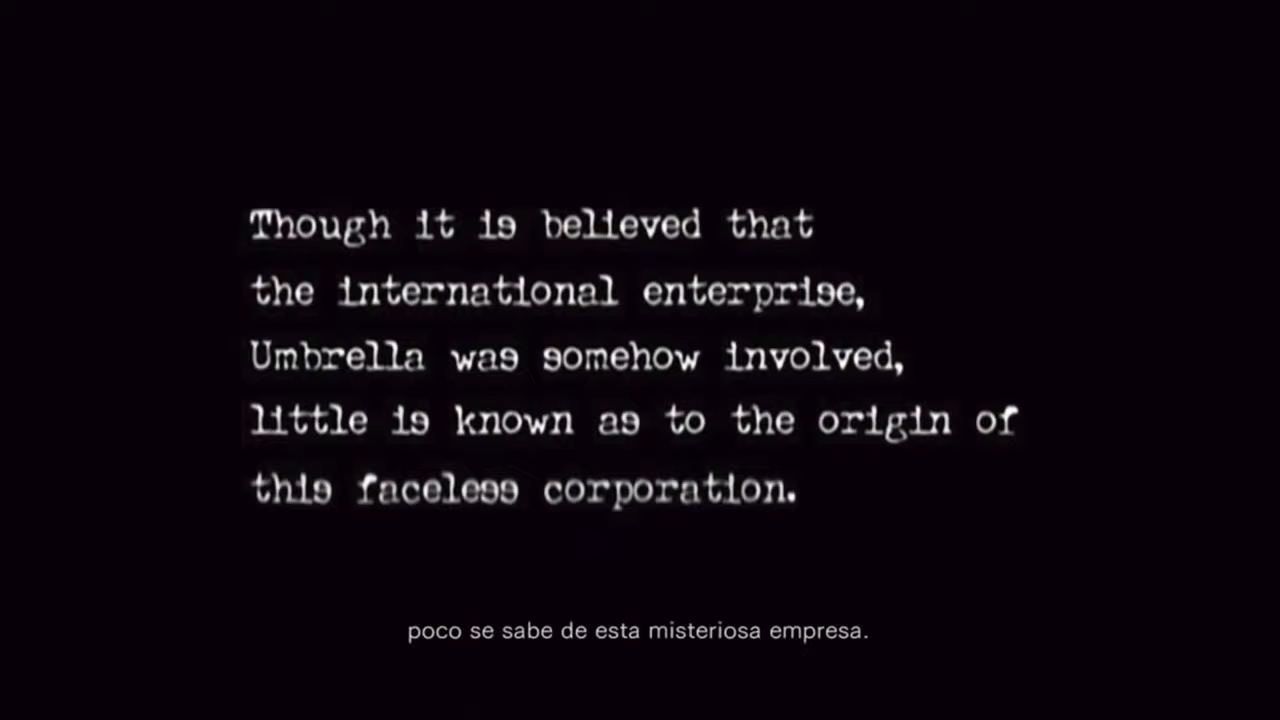 Though it is believed that
the international enterprise,
Umbrella was somehow involved,
little is known as to the origin of
this faceless corporation.
poco se sabe de esta misteriosa empresa.